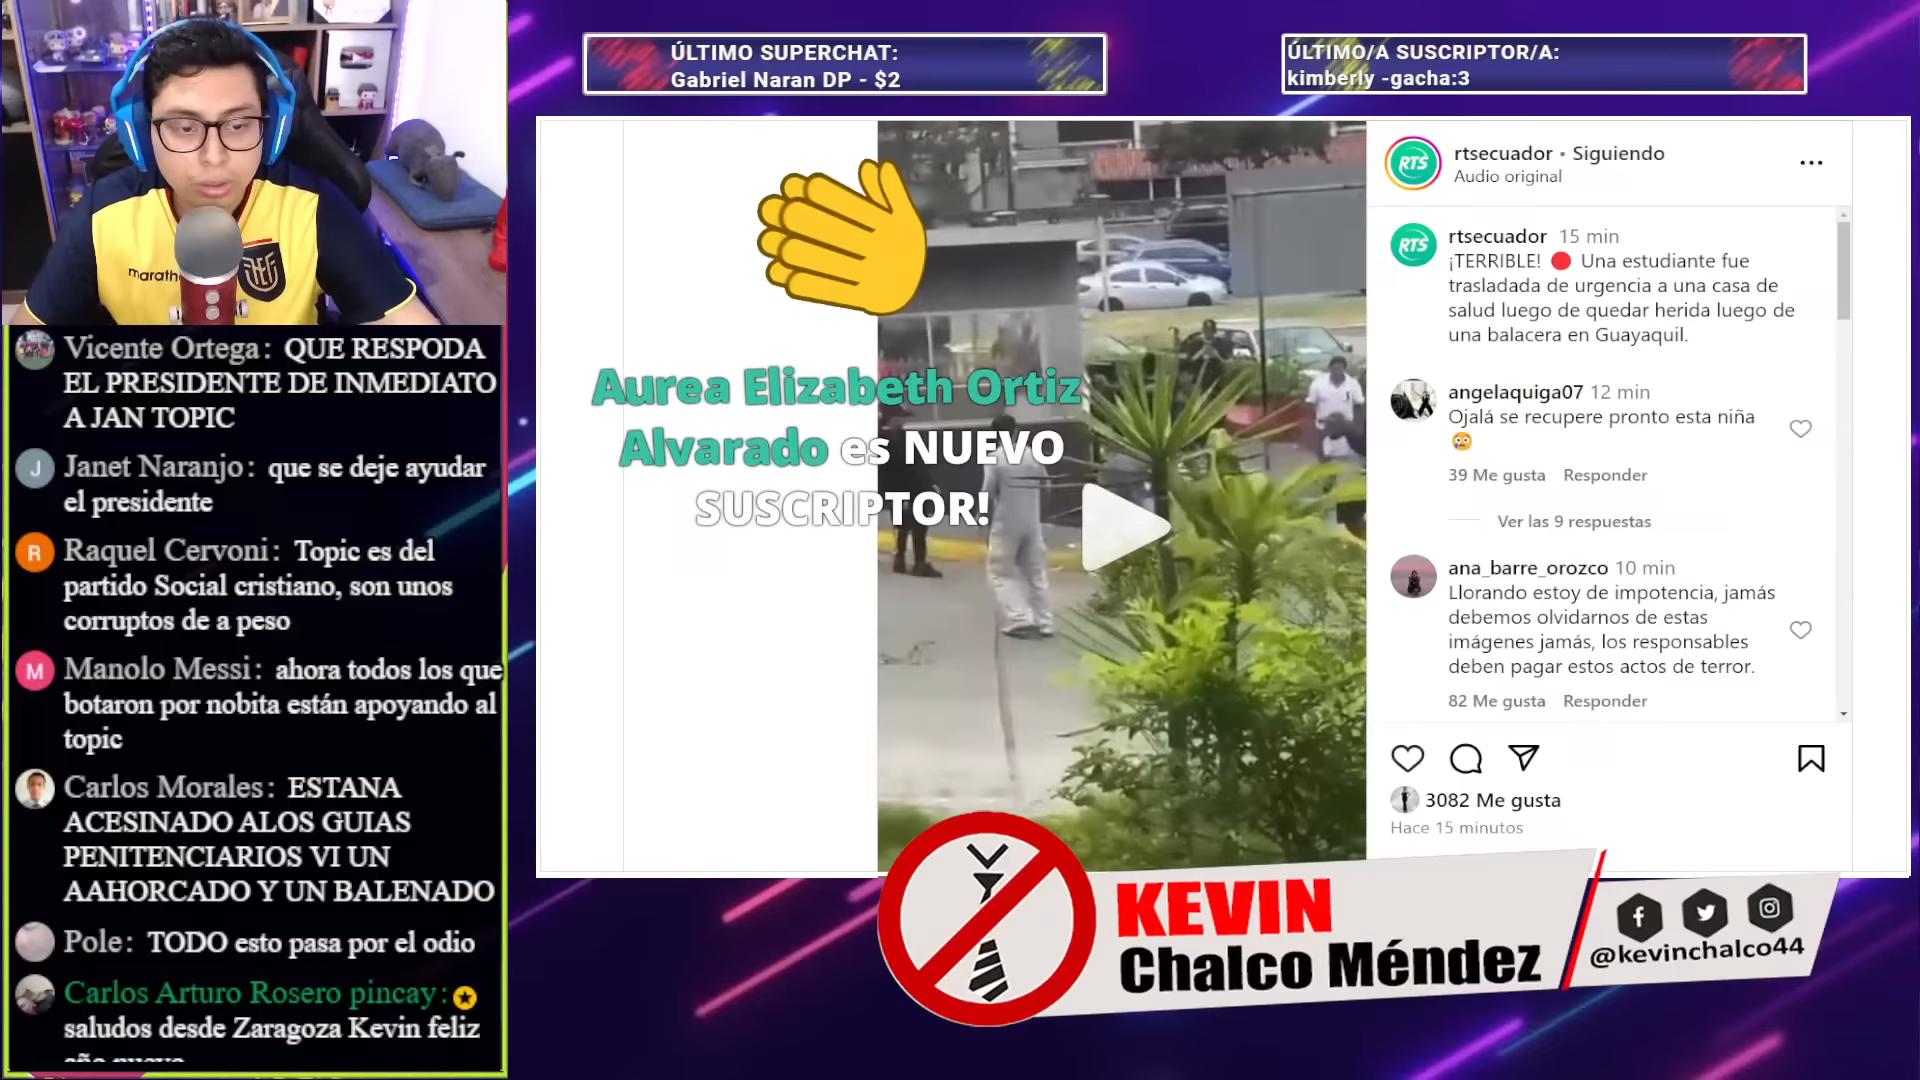 ÚLTIMO SUPERCHAT:
Gabriel Naran DP - $2
ÚLTIMO/A SUSCRIPTOR/A:
kimberly -gacha:3
marath
Vicente Ortega: QUE RESPODA
EL PRESIDENTE DE INMEDIATO
A JAN TOPIC
J
Janet Naranjo: que se deje ayudar
el presidente
R
Raquel Cervoni: Topic es del
partido Social cristiano, son unos
corruptos de a peso
M
Manolo Messi: ahora todos los que
botaron por nobita están apoyando al
topic
Carlos Morales: ESTANA
ACESINADO ALOS GUIAS
PENITENCIARIOS VI UN
AAHORCADO Y UN BALENADO
Pole: TODO esto pasa por el odio
Carlos Arturo Rosero pincay:
saludos desde Zaragoza Kevin feliz
año nuevo
Aurea Elizabeth Ortiz
Alvarado es NUEVO
SUSCRIPTOR!
RTS
rtsecuador • Siguiendo
Audio original
RTS
rtsecuador 15 min
¡TERRIBLE! 🔴 Una estudiante fue
trasladada de urgencia a una casa de
salud luego de quedar herida luego de
una balacera en Guayaquil.
angelaquiga07 12 min
Ojalá se recupere pronto esta niña
😢
39 Me gusta Responder
Ver las 9 respuestas
ana_barre_orozco 10 min
Llorando estoy de impotencia, jamás
debemos olvidarnos de estas
imágenes jamás, los responsables
deben pagar estos actos de terror.
82 Me gusta Responder
3082 Me gusta
Hace 15 minutos
KEVIN
Chalco Méndez
@kevinchalco44